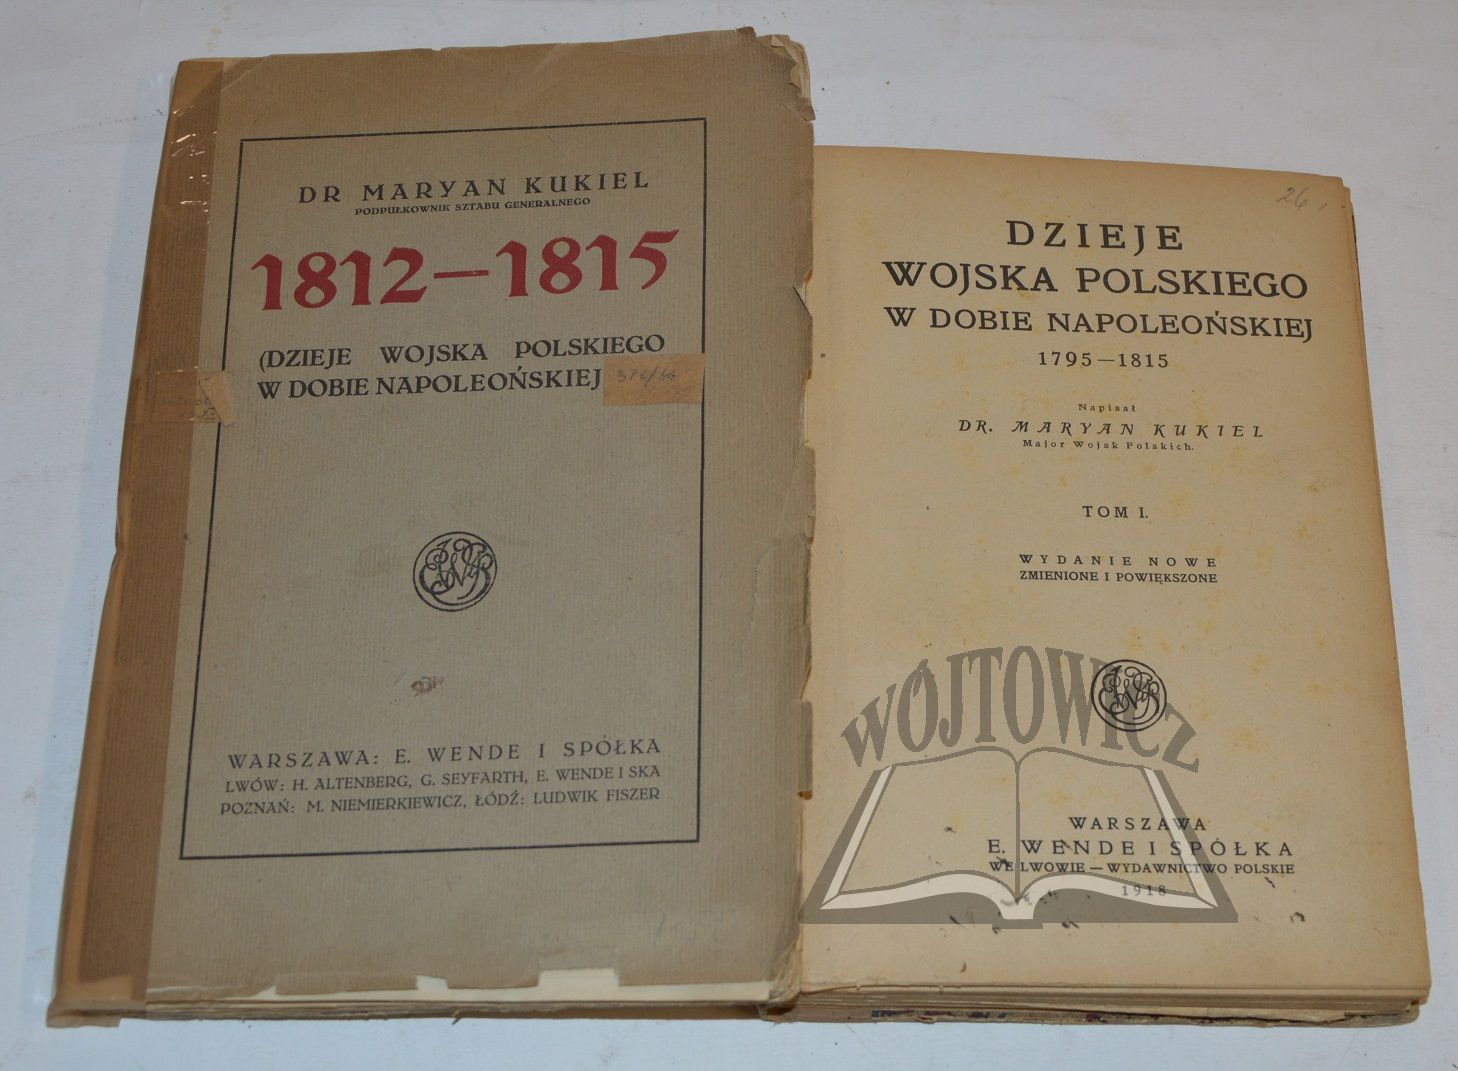 DR MARYAN KUKIEL
PODPUŁKOWNIK SZTABU GENERALNEGO
1812—1815
(DZIEJE WOJSKA POLSKIEGO
W DOBIE NAPOLEOŃSKIEJ
WARSZAWA: E. WENDE I SPÓŁKA
LWÓW: H. ALTENBERG, G. SEYFARTH, E. WENDE I SKA
POZNAŃ: M. NIEMIERKIEWICZ, ŁÓDŹ: LUDWIK FISZER
26
DZIEJE
WOJSKA POLSKIEGO
W DOBIE NAPOLEOŃSKIEJ
1795—1815
Napisał
DR. MARYAN KUKIEL
Major Wojsk Polskich.
TOM I.
WYDANIE NOWE
ZMIENIONE I POWIĘKSZONE
WÓJTOWICZ
WARSZAWA
E. WENDE I SPÓŁKA
WE LWOWIE — WYDAWNICTWO POLSKIE
1918